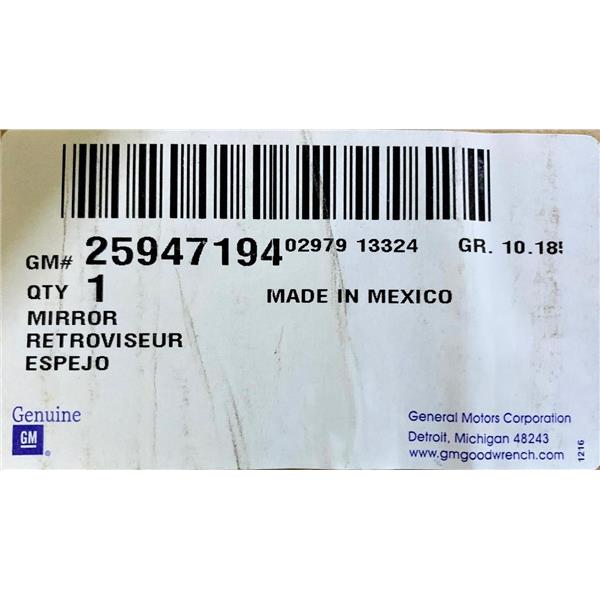 GM# 25947194 02979 13324 GR. 10.185
QTY 1 MADE IN MEXICO
MIRROR
RETROVISEUR
ESPEJO
Genuine
GM
®
General Motors Corporation
Detroit, Michigan 48243
www.gmgoodwrench.com
1216